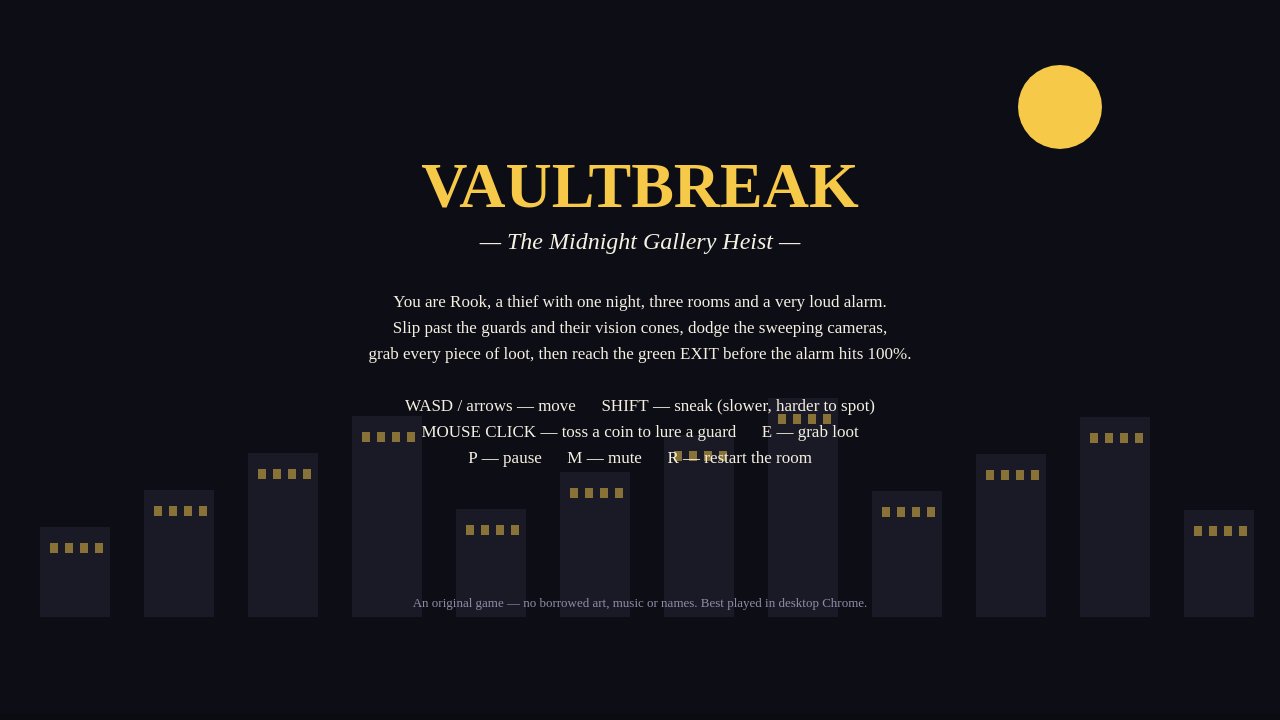 VAULTBREAK
— The Midnight Gallery Heist —
You are Rook, a thief with one night, three rooms and a very loud alarm.
Slip past the guards and their vision cones, dodge the sweeping cameras,
grab every piece of loot, then reach the green EXIT before the alarm hits 100%.
WASD / arrows — move      SHIFT — sneak (slower, harder to spot)
MOUSE CLICK — toss a coin to lure a guard      E — grab loot
P — pause      M — mute      R — restart the room
An original game — no borrowed art, music or names. Best played in desktop Chrome.